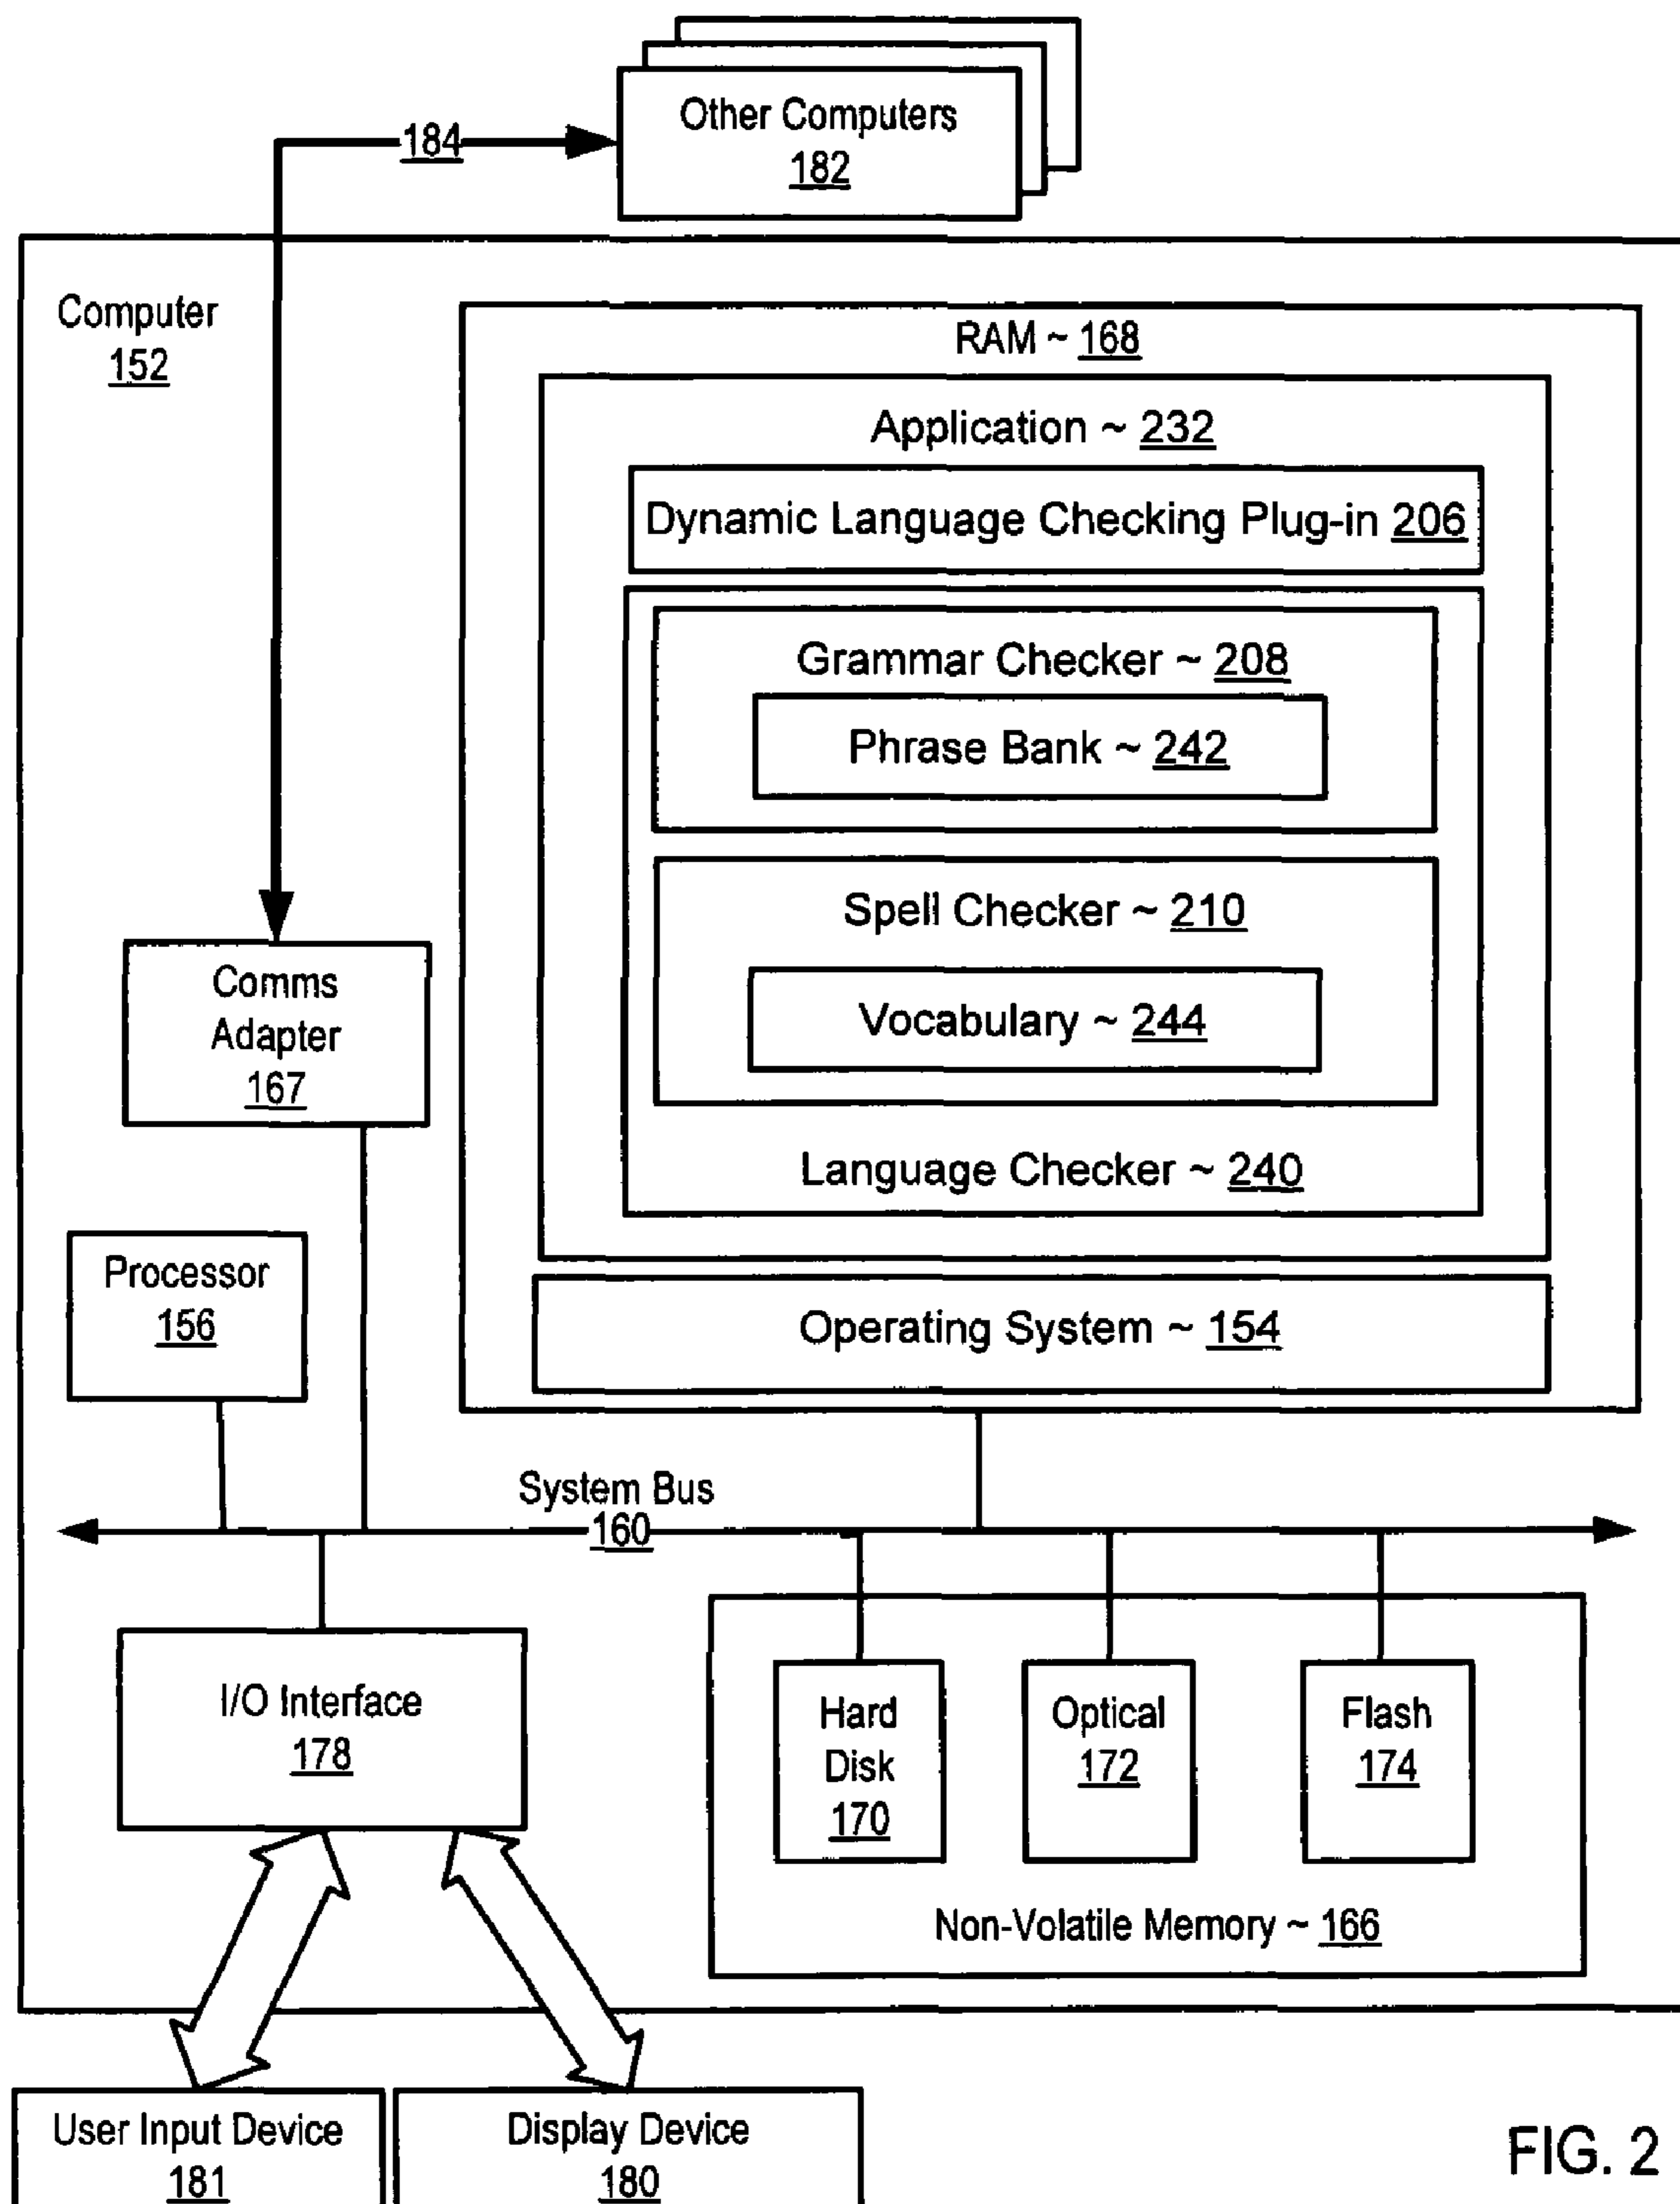 Other Computers
182
184
Computer
152
RAM ~ 168
Application ~ 232
Dynamic Language Checking Plug-in 206
Grammar Checker ~ 208
Phrase Bank ~ 242
Spell Checker ~ 210
Vocabulary ~ 244
Language Checker ~ 240
Comms
Adapter
167
Processor
156
Operating System ~ 154
System Bus
160
I/O Interface
178
Hard
Disk
170
Optical
172
Flash
174
Non-Volatile Memory ~ 166
User Input Device
181
Display Device
180
FIG. 2